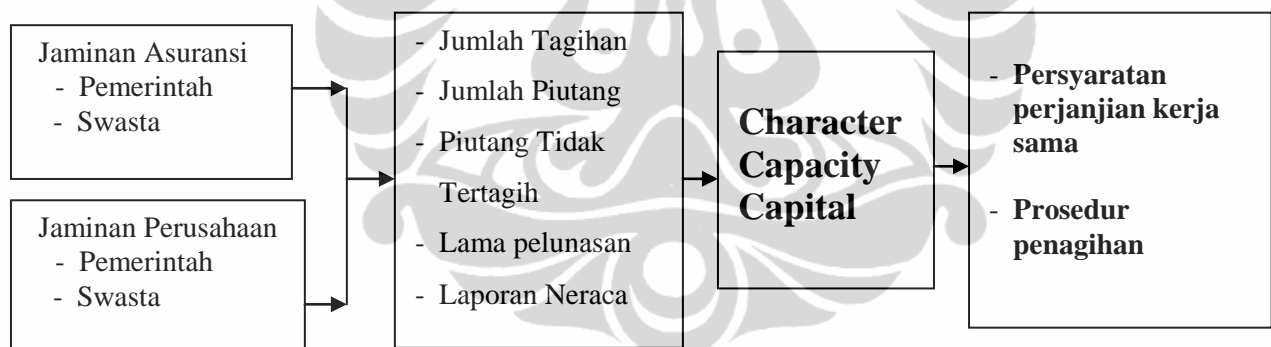 Jaminan Asuransi
- Pemerintah
- Swasta
Jaminan Perusahaan
- Pemerintah
- Swasta
- Jumlah Tagihan
- Jumlah Piutang
- Piutang Tidak
Tertagih
- Lama pelunasan
- Laporan Neraca
Character
Capacity
Capital
- Persyaratan
perjanjian kerja
sama
- Prosedur
penagihan